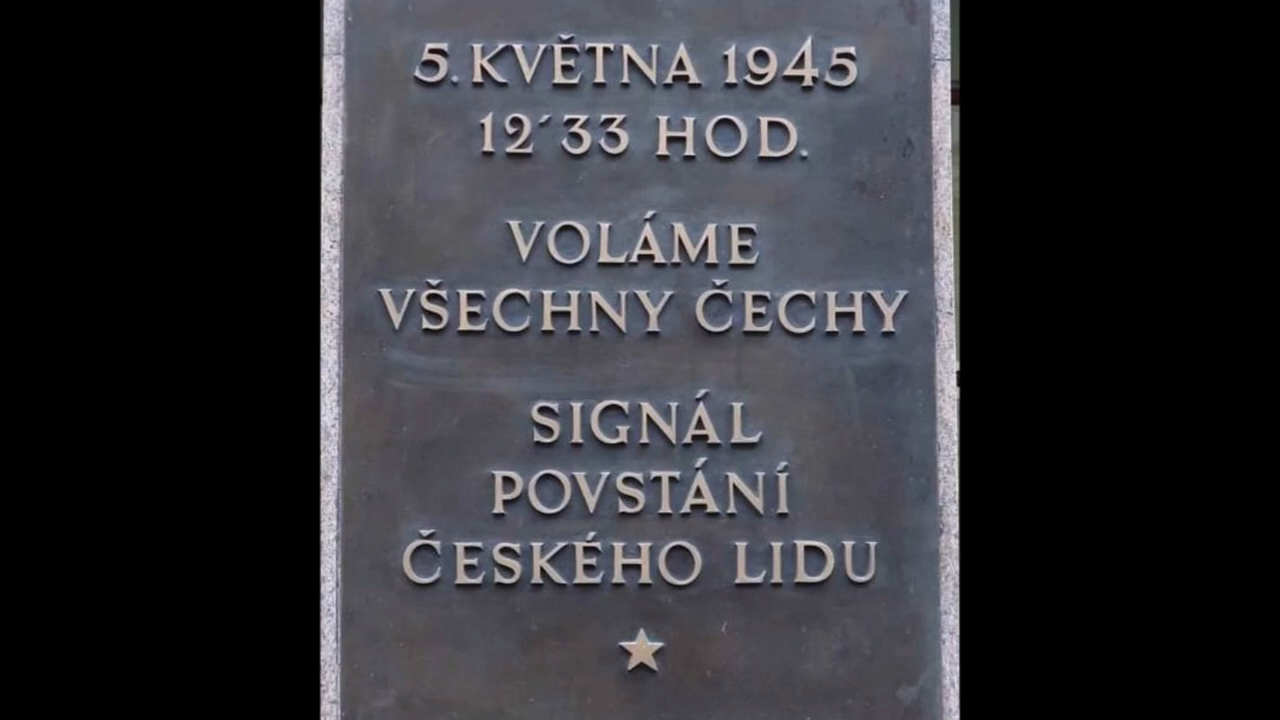 5. KVĚTNA 1945
12´33 HOD.
VOLÁME
VŠECHNY ČECHY
SIGNÁL
POVSTÁNÍ
ČESKÉHO LIDU